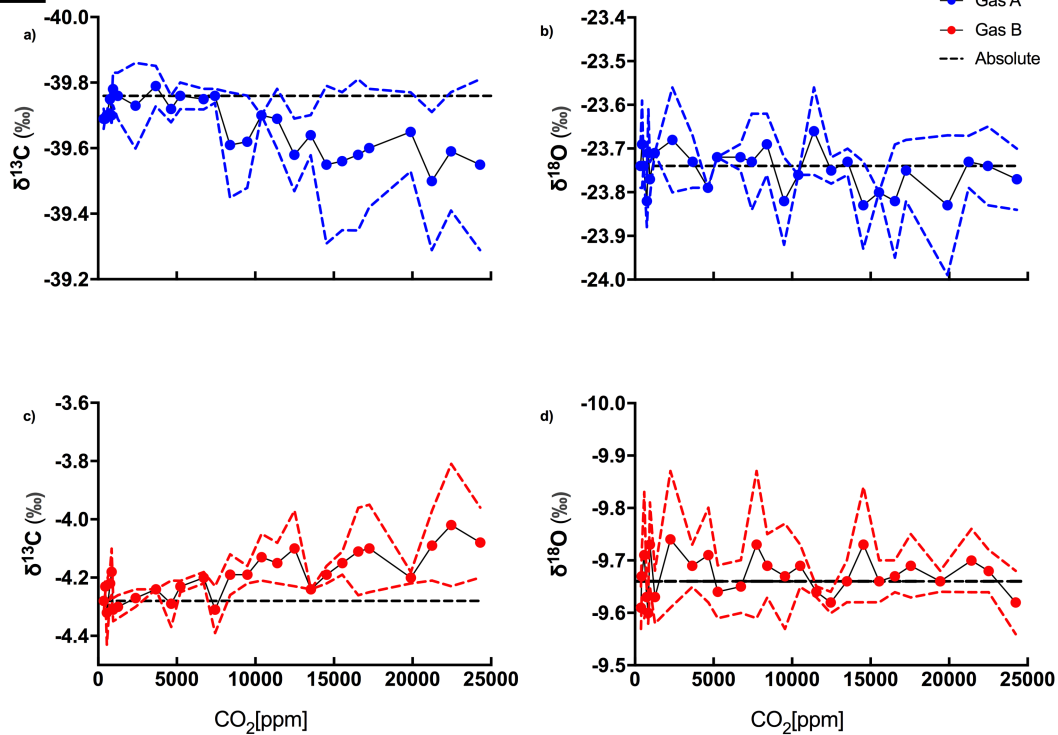 Gas A
Gas B
Absolute
a)
-40.0
-39.8
-39.6
-39.4
-39.2
δ13C (‰)
b)
-23.4
-23.5
-23.6
-23.7
-23.8
-23.9
-24.0
δ18O (‰)
c)
-3.6
-3.8
-4.0
-4.2
-4.4
δ13C (‰)
0
5000
10000
15000
20000
25000
CO2[ppm]
d)
-10.0
-9.9
-9.8
-9.7
-9.6
-9.5
δ18O (‰)
0
5000
10000
15000
20000
25000
CO2[ppm]